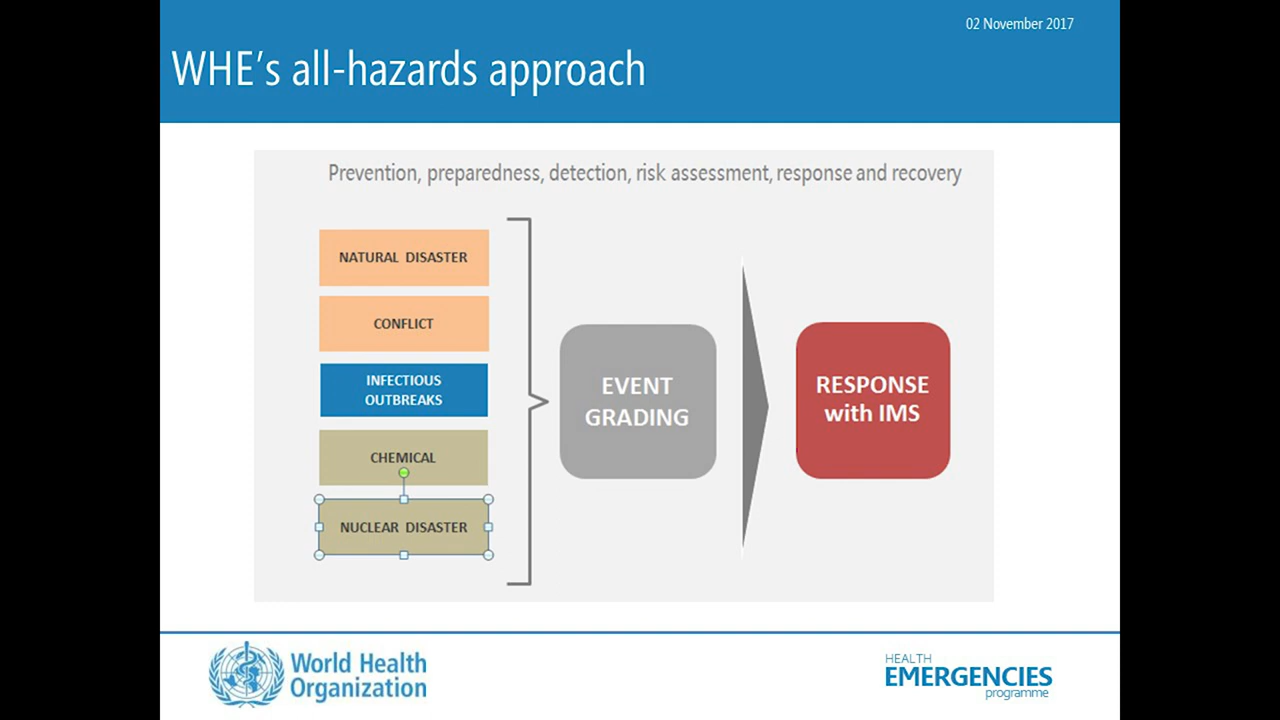 02 November 2017
WHE's all-hazards approach
Prevention, preparedness, detection, risk assessment, response and recovery
NATURAL DISASTER
CONFLICT
INFECTIOUS
OUTBREAKS
CHEMICAL
NUCLEAR DISASTER
EVENT
GRADING
RESPONSE
with IMS
World Health
Organization
HEALTH
EMERGENCIES
programme